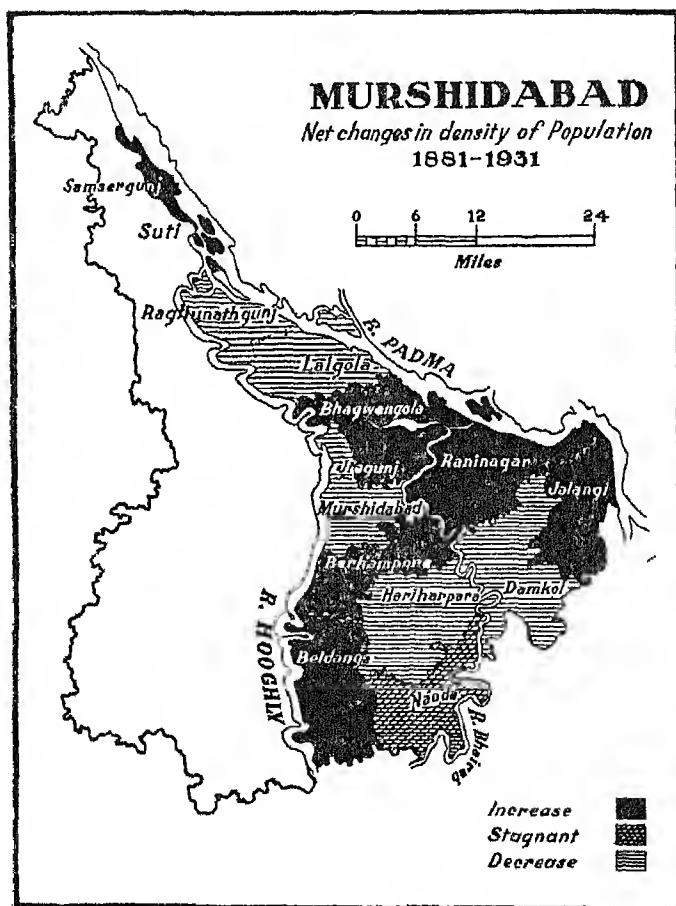 MURSHIDABAD
Net changes in density of Population
1881-1931
0 6 12 24
Miles
Samsergunj
Suti
Raghunathgunj
R. PADMA
Lalgola
Bhagwangola
Jiagunj
Raninagar
Jalangi
Murshidabad
Berhampore
Hariharpara
Damkol
R. HOOGHLY
Beldanga
Naoda
R. Bhairab
Increase
Stagnant
Decrease